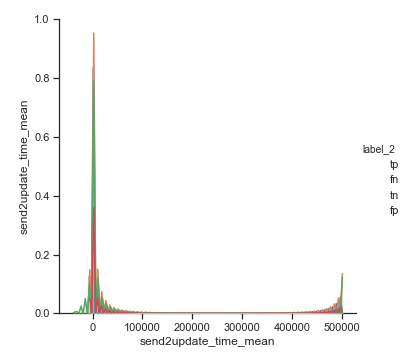 1.0
0.8
0.6
0.4
0.2
0.0
send2update_time_mean
0
100000
200000
300000
400000
500000
send2update_time_mean
label_2
tp
fn
tn
fp